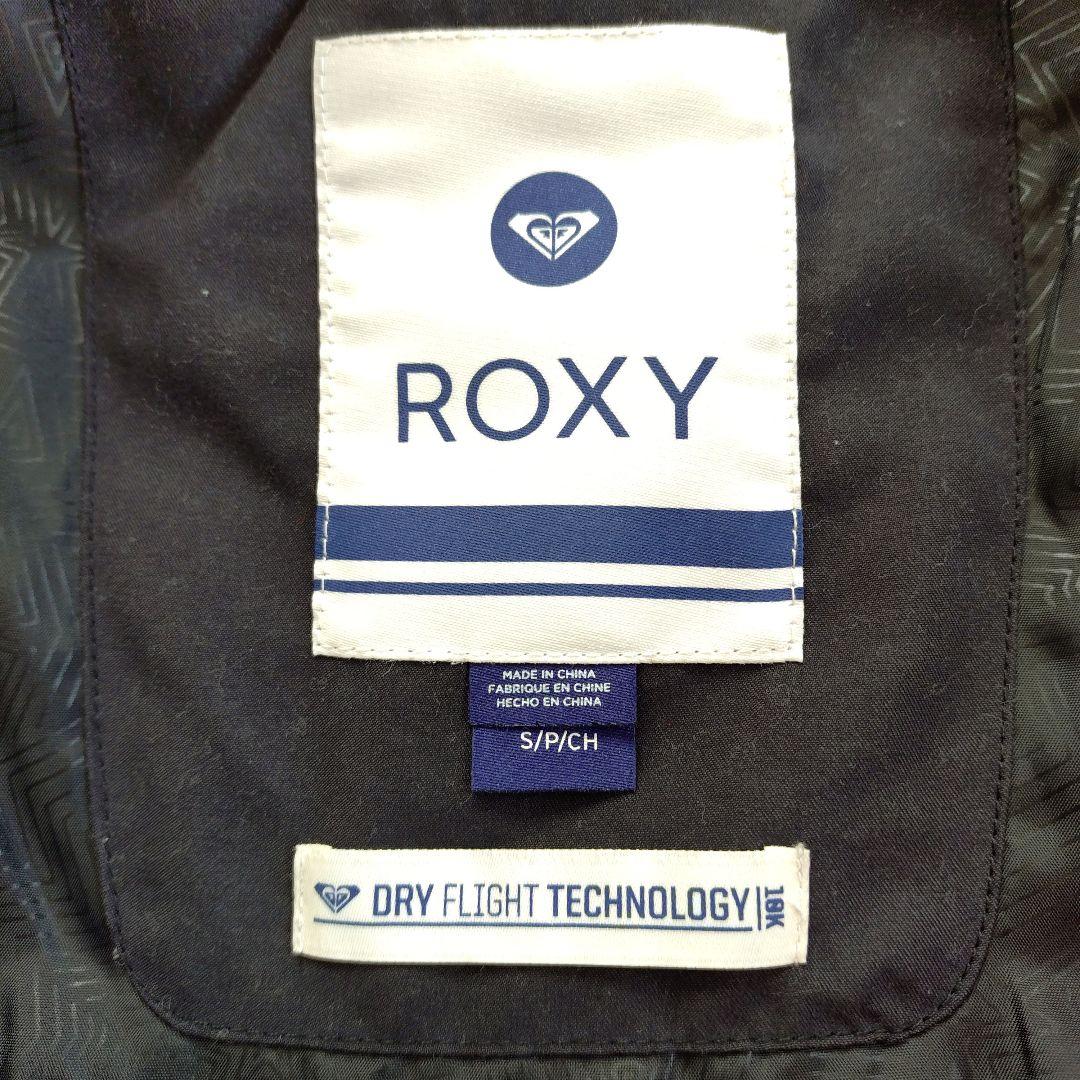 ROXY
MADE IN CHINA
FABRIQUE EN CHINE
HECHO EN CHINA
S/P/CH
DRY FLIGHT TECHNOLOGY 10K